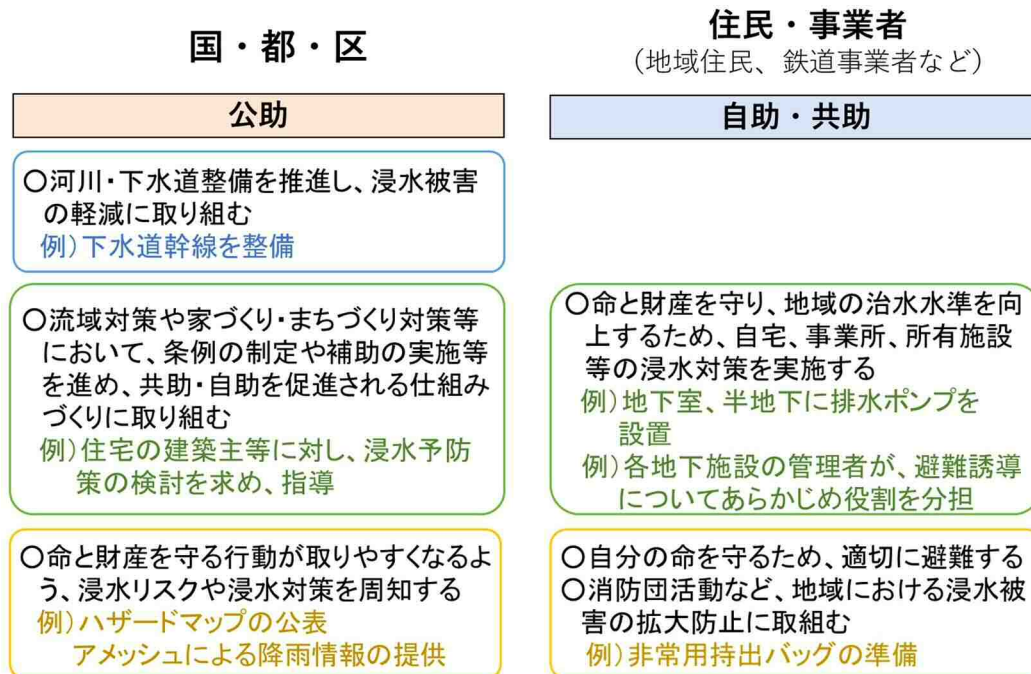 国・都・区
公助
〇河川・下水道整備を推進し、浸水被害
の軽減に取り組む
例）下水道幹線を整備
〇流域対策や家づくり・まちづくり対策等
において、条例の制定や補助の実施等
を進め、共助・自助を促進される仕組み
づくりに取り組む
例）住宅の建築主等に対し、浸水予防
策の検討を求め、指導
〇命と財産を守る行動が取りやすくなるよ
う、浸水リスクや浸水対策を周知する
例）ハザードマップの公表
アメッシュによる降雨情報の提供
住民・事業者
（地域住民、鉄道事業者など）
自助・共助
〇命と財産を守り、地域の治水水準を向
上するため、自宅、事業所、所有施設
等の浸水対策を実施する
例）地下室、半地下に排水ポンプを
設置
例）各地下施設の管理者が、避難誘導
についてあらかじめ役割を分担
〇自分の命を守るため、適切に避難する
〇消防団活動など、地域における浸水被
害の拡大防止に取組む
例）非常用持出バッグの準備